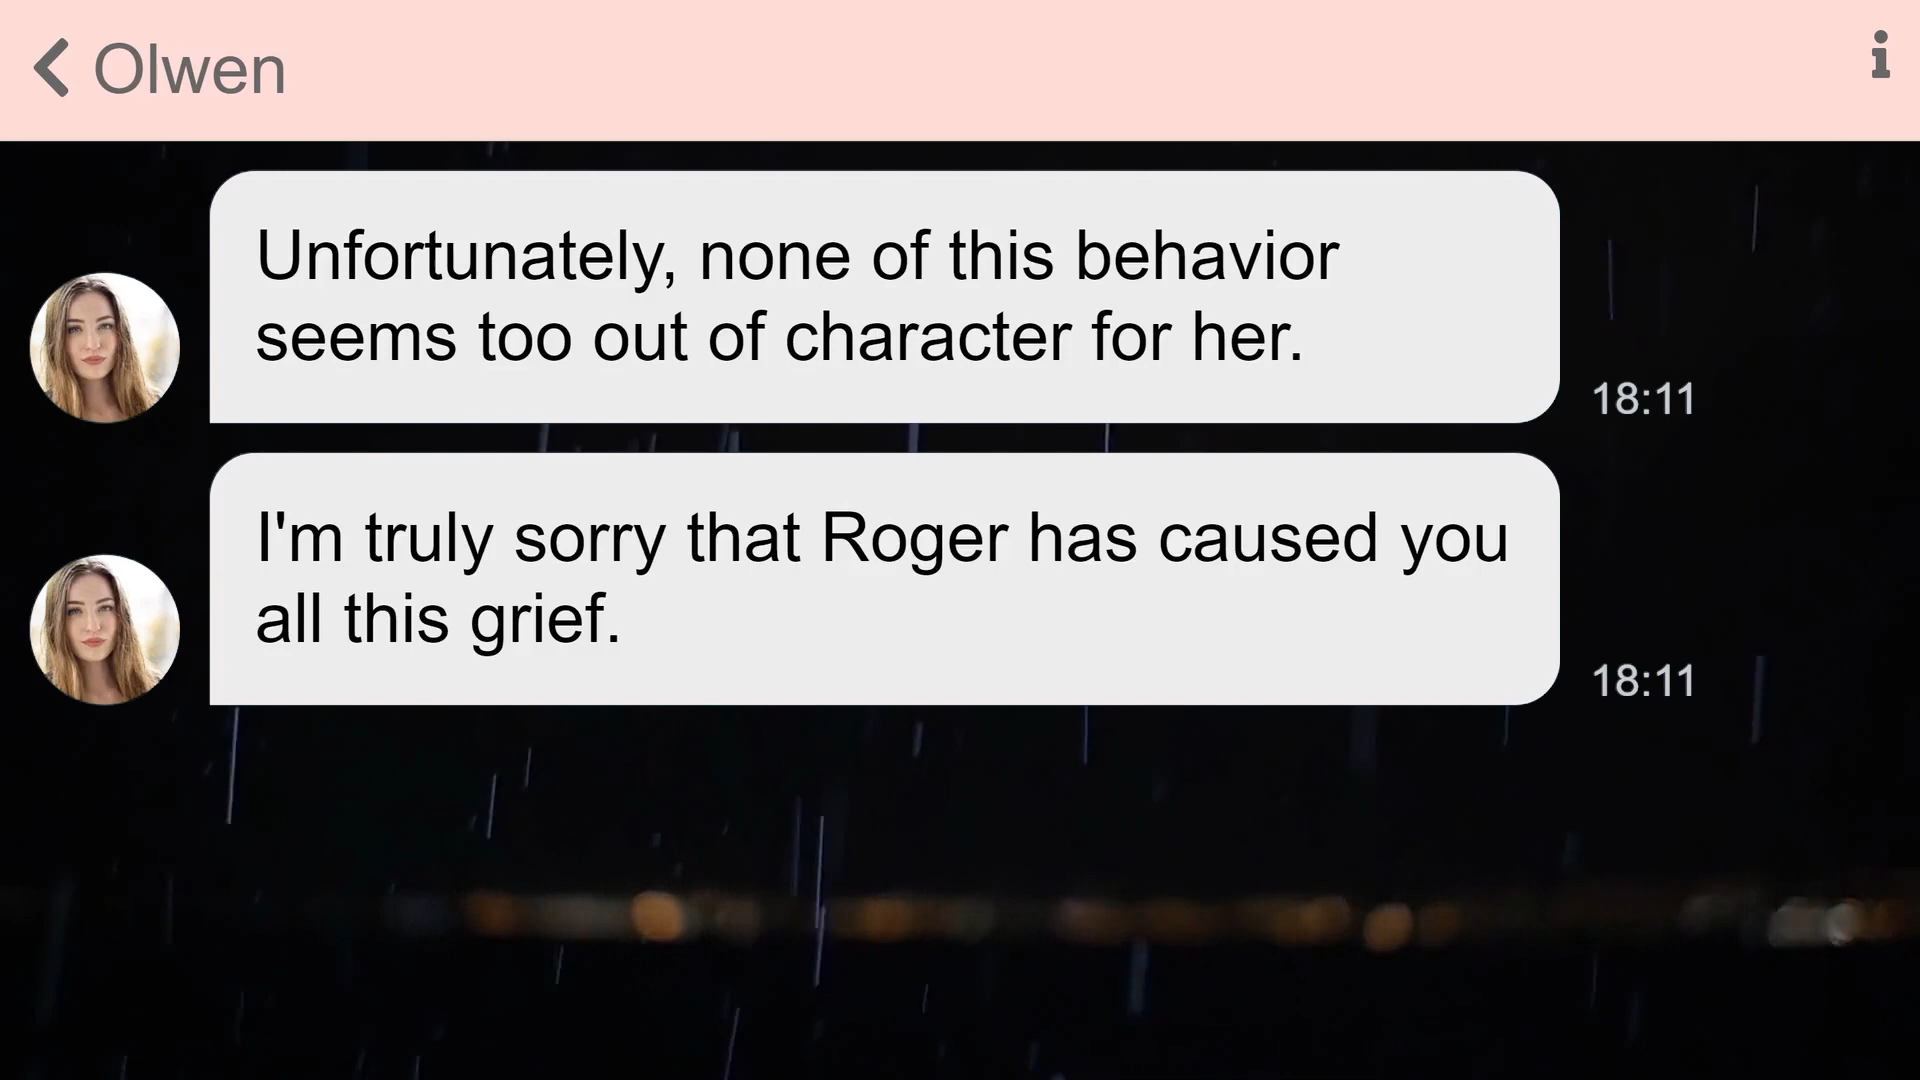 Olwen
Unfortunately, none of this behavior
seems too out of character for her.
18:11
I'm truly sorry that Roger has caused you
all this grief.
18:11